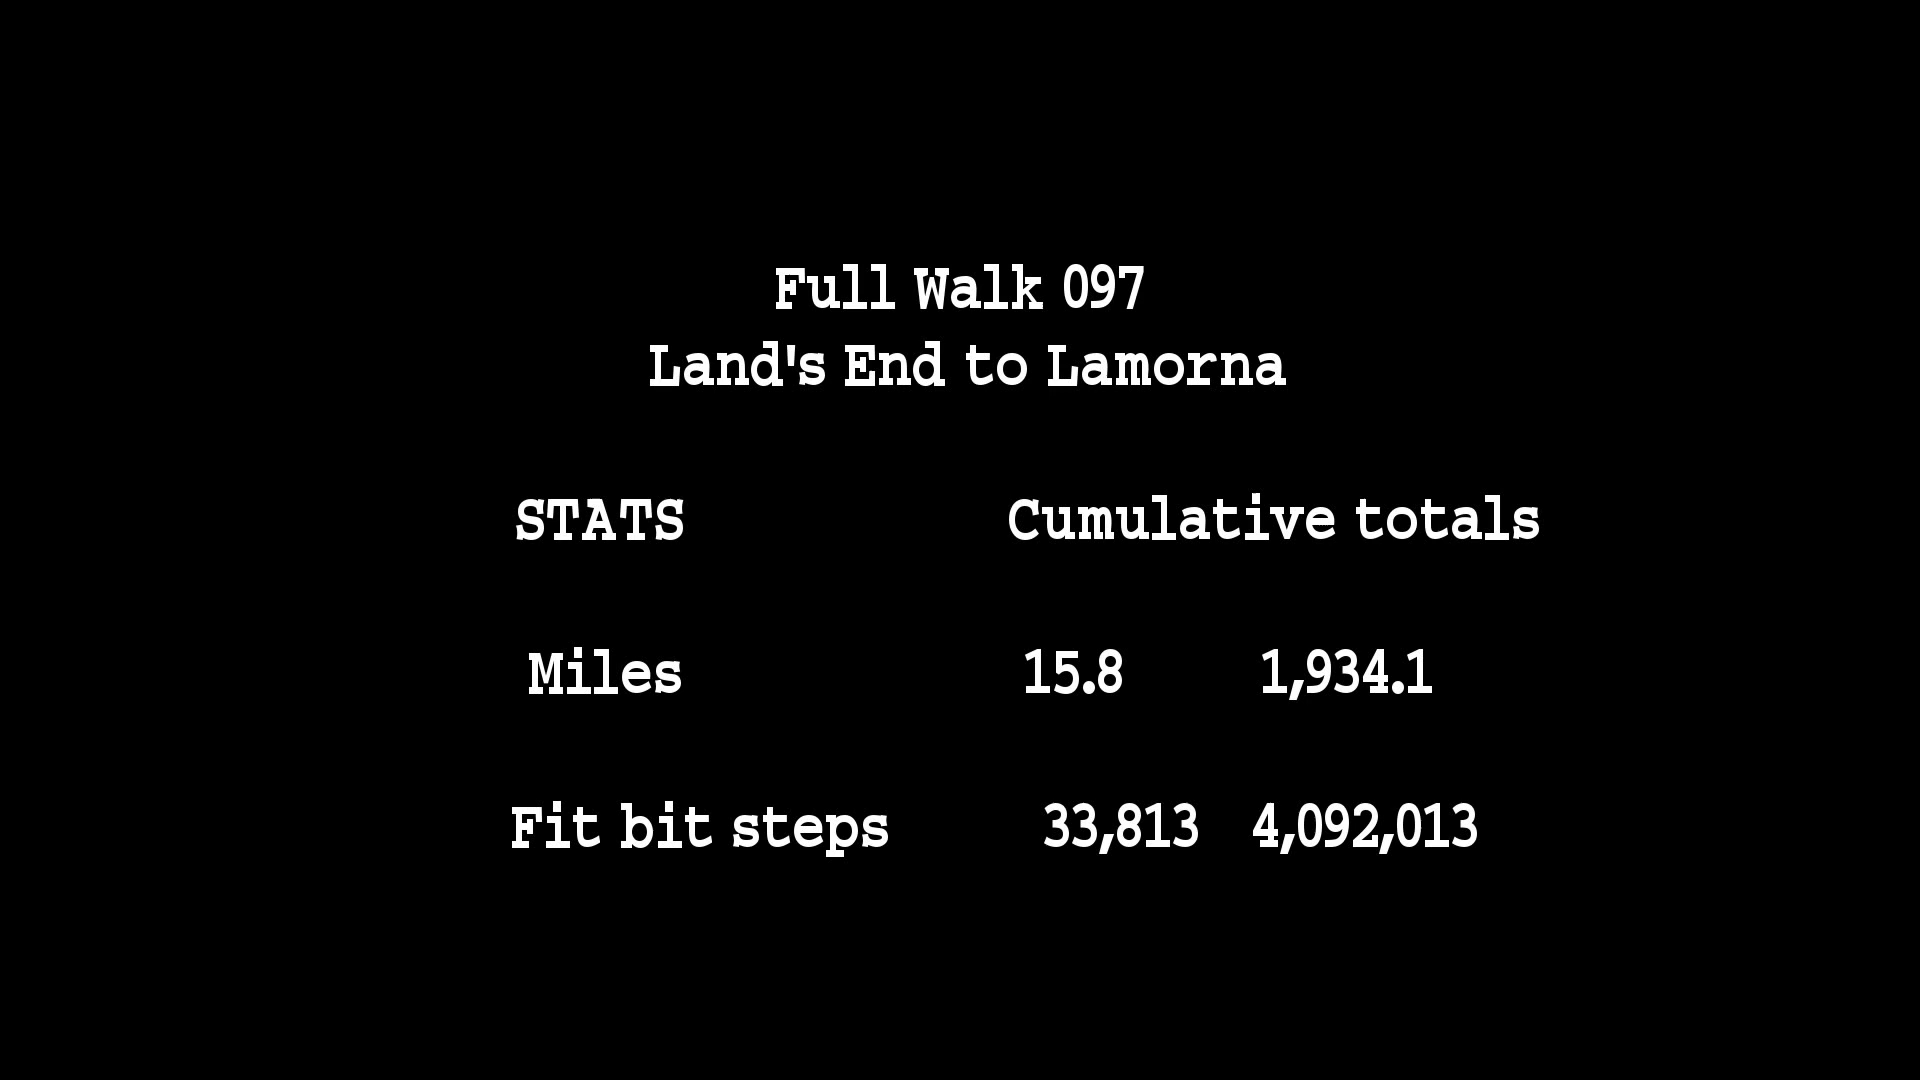 Full Walk 097
Land's End to Lamorna
STATS Cumulative totals
Miles 15.8 1,934.1
Fit bit steps 33,813 4,092,013